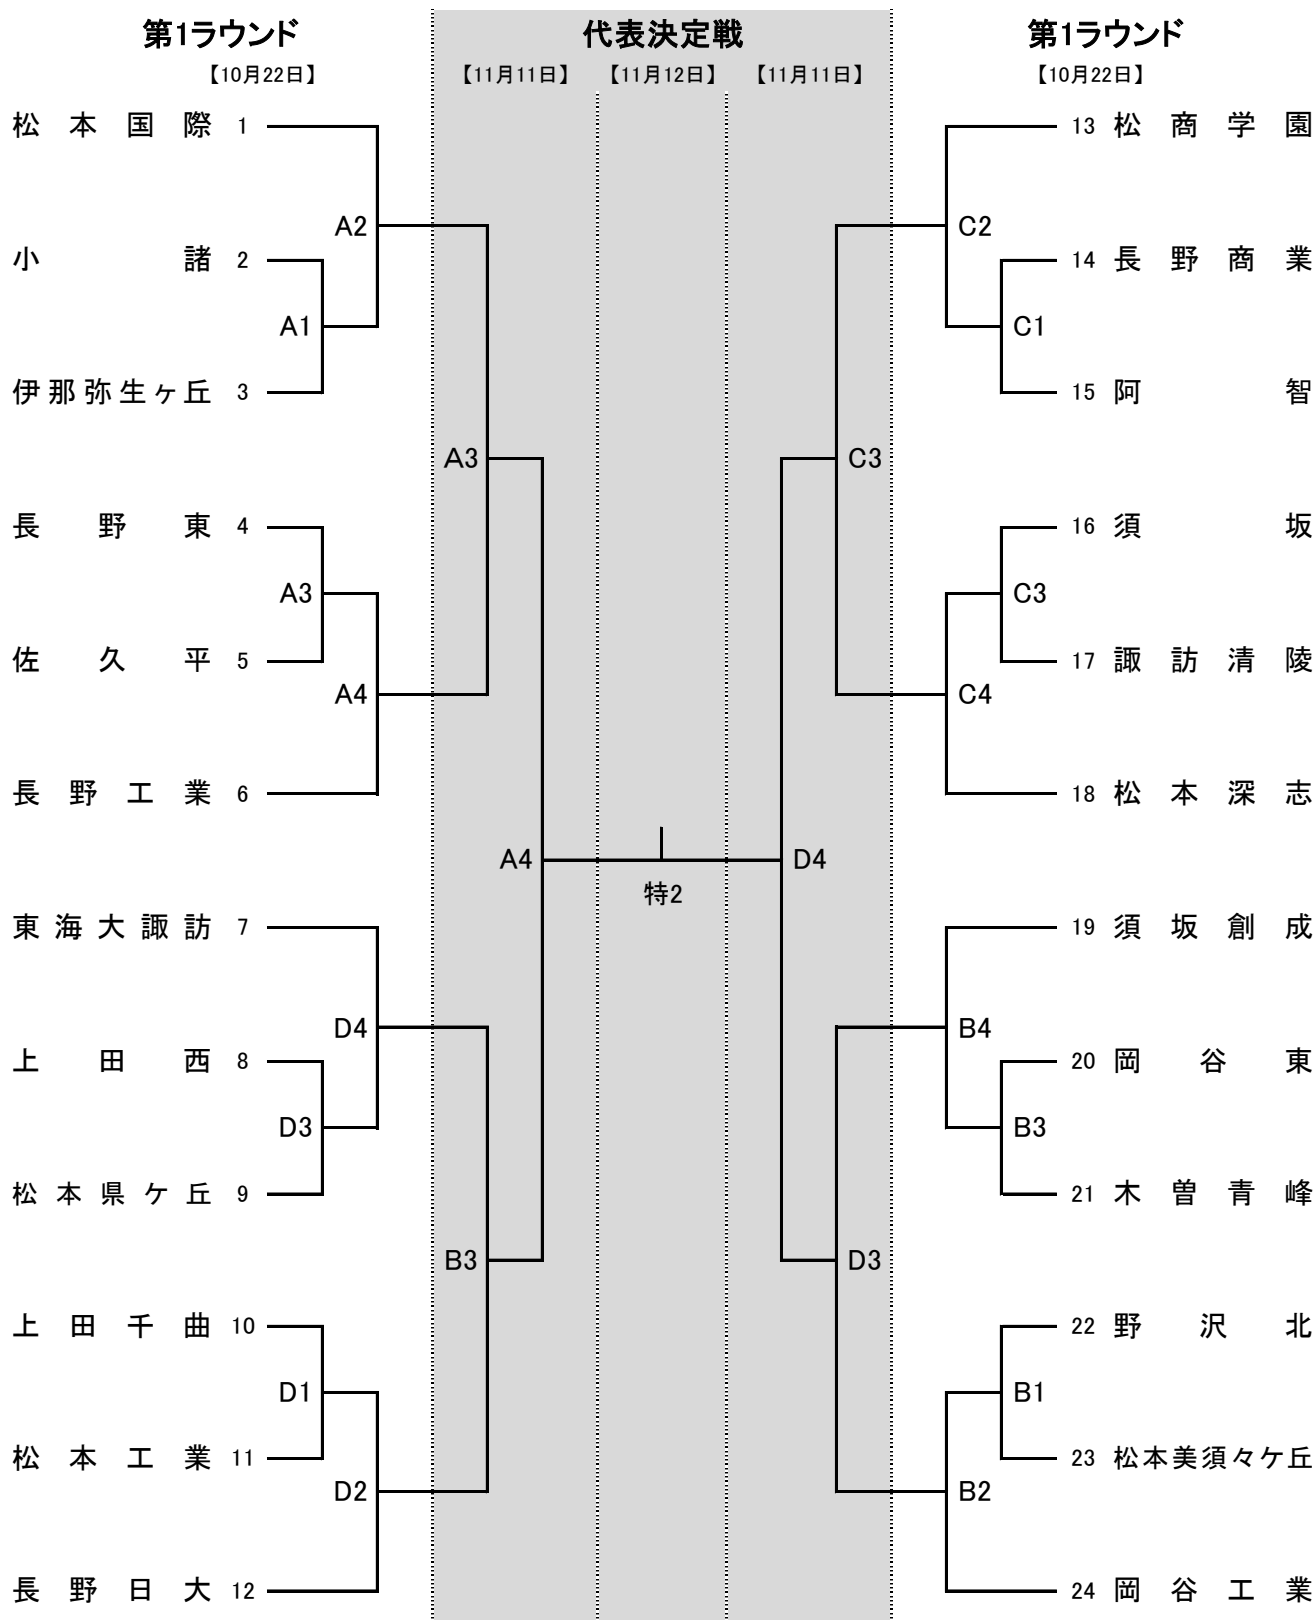 第1ラウンド 代表決定戦 第1ラウンド
【10月22日】 【11月11日】 【11月12日】 【11月11日】 【10月22日】
松本国際 1 13 松商学園
A2 C2
小諸 2 14 長野商業
A1 C1
伊那弥生ヶ丘 3 15 阿智
A3 C3
長野東 4 16 須坂
A3 C3
佐久平 5 17 諏訪清陵
A4 C4
長野工業 6 18 松本深志
A4 D4
特2
東海大諏訪 7 19 須坂創成
D4 B4
上田西 8 20 岡谷東
D3 B3
松本県ケ丘 9 21 木曽青峰
B3 D3
上田千曲 10 22 野沢北
D1 B1
松本工業 11 23 松本美須々ケ丘
D2 B2
長野日大 12 24 岡谷工業